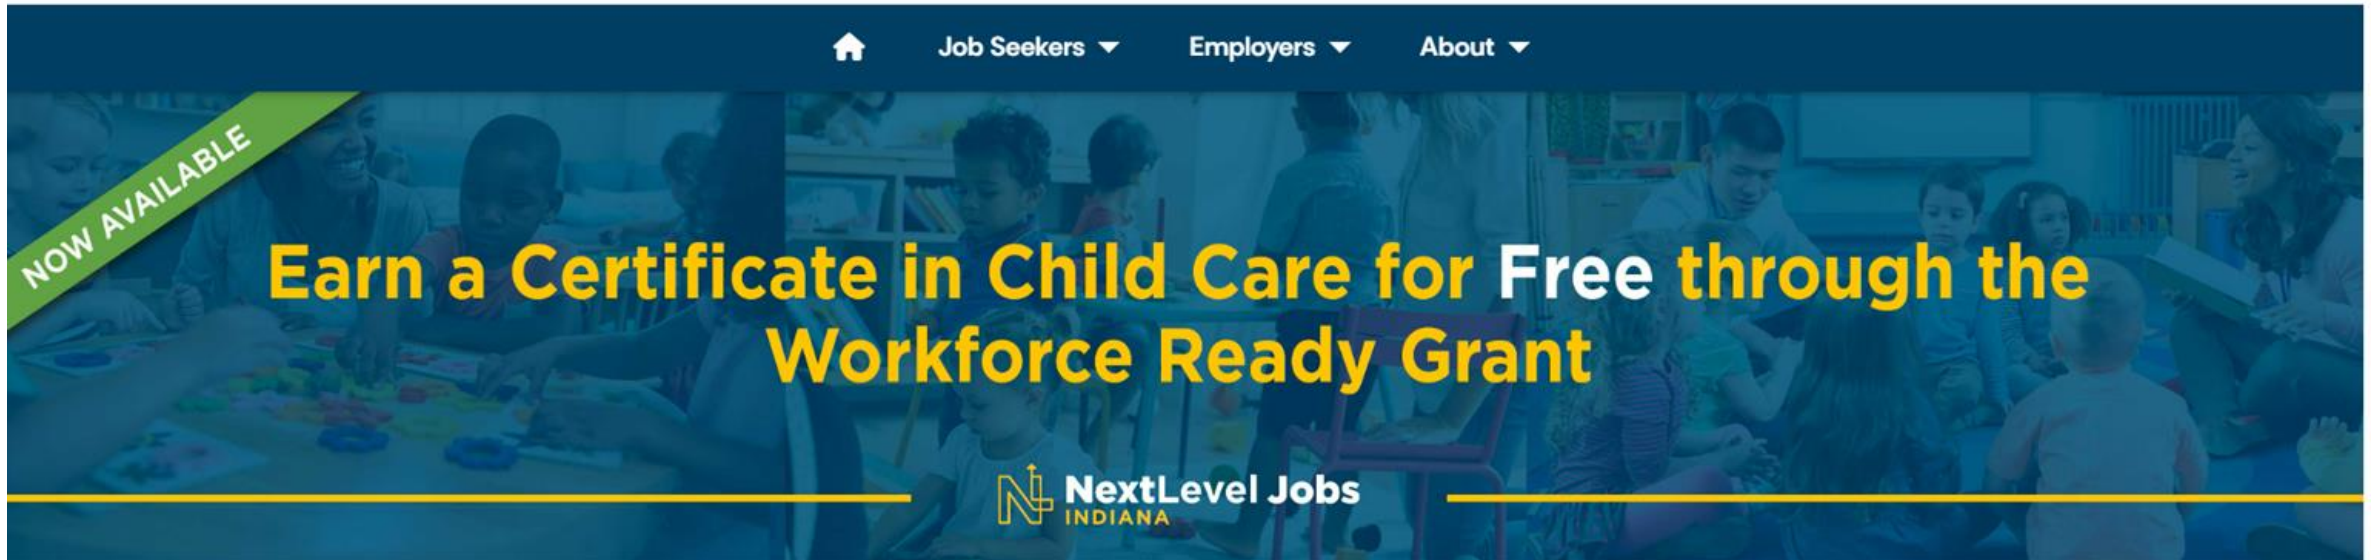 Job Seekers
Employers
About
NOW AVAILABLE
Earn a Certificate in Child Care for Free through the
Workforce Ready Grant
NextLevel Jobs
INDIANA